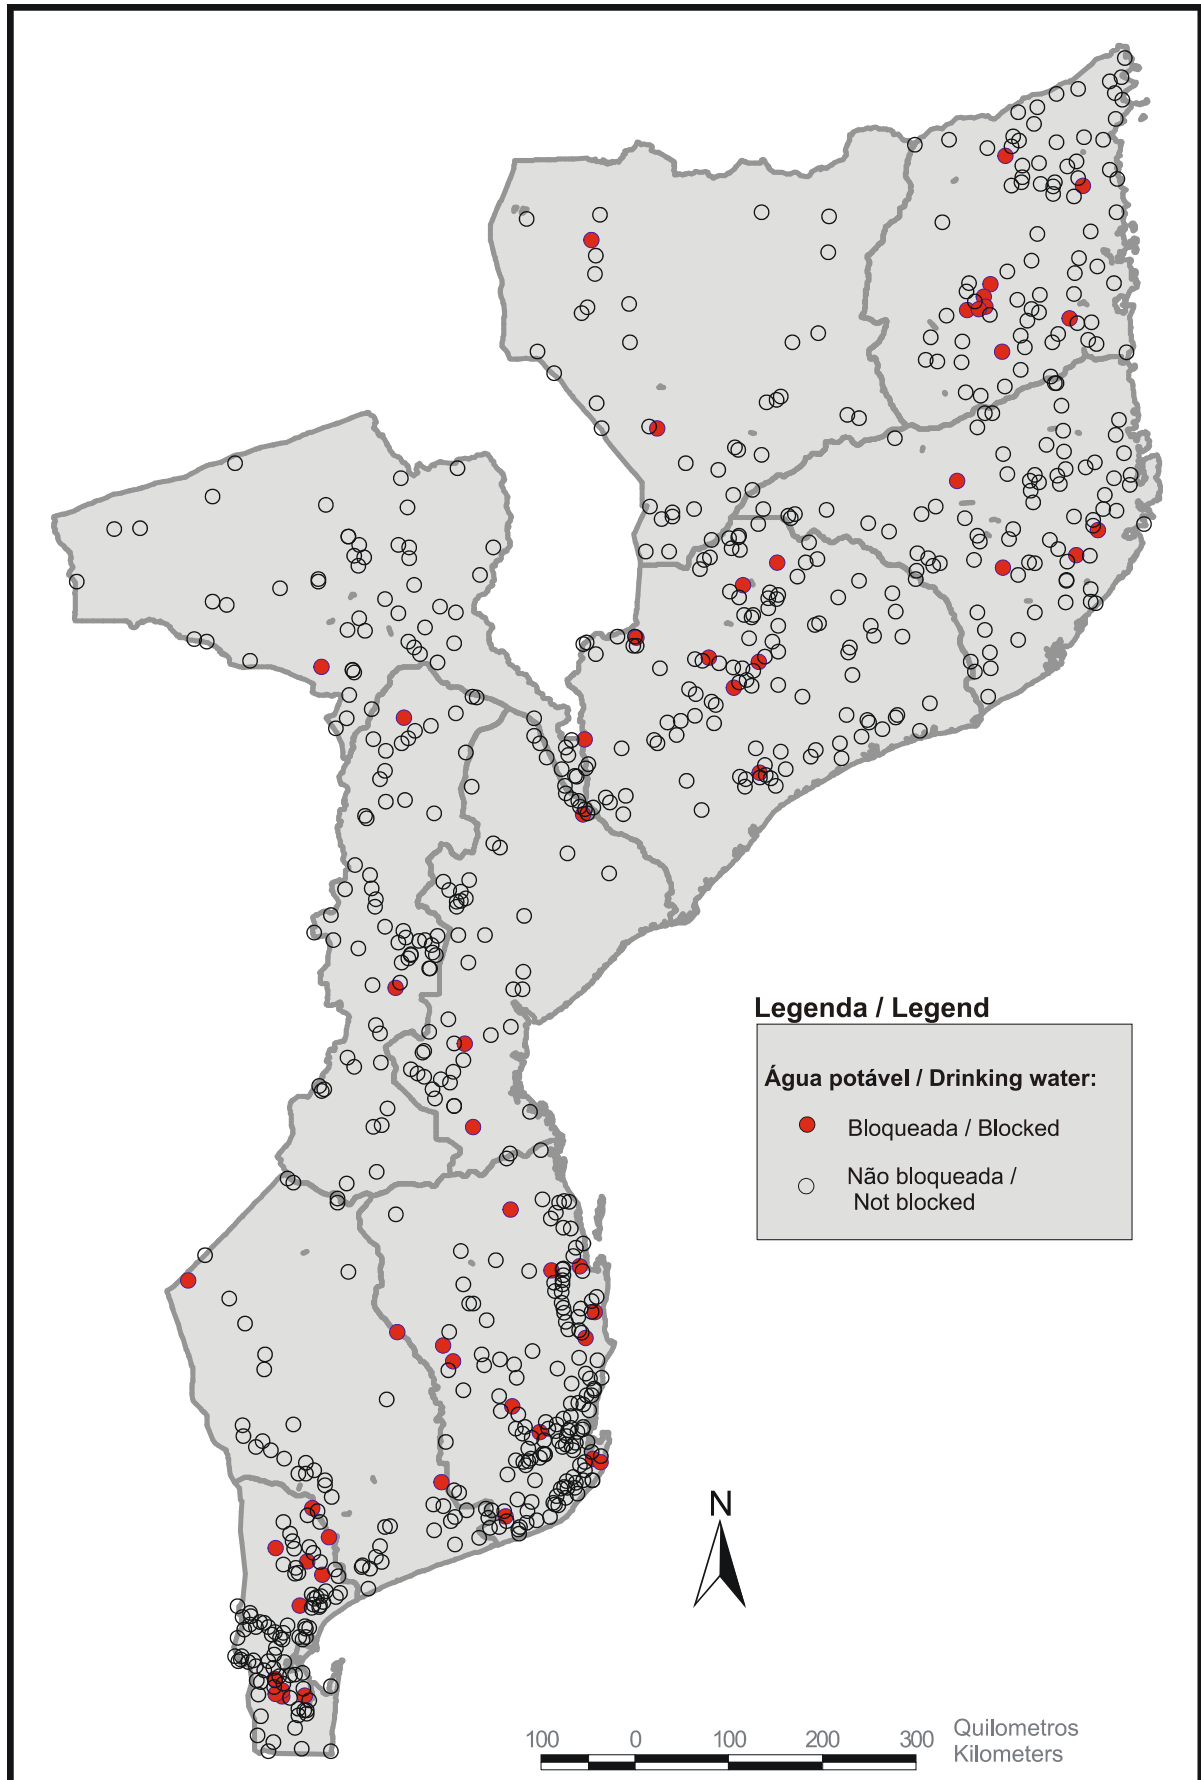 Legenda / Legend
Água potável / Drinking water:
Bloqueada / Blocked
Não bloqueada /
Not blocked
N
100 0 100 200 300
Quilometros
Kilometers